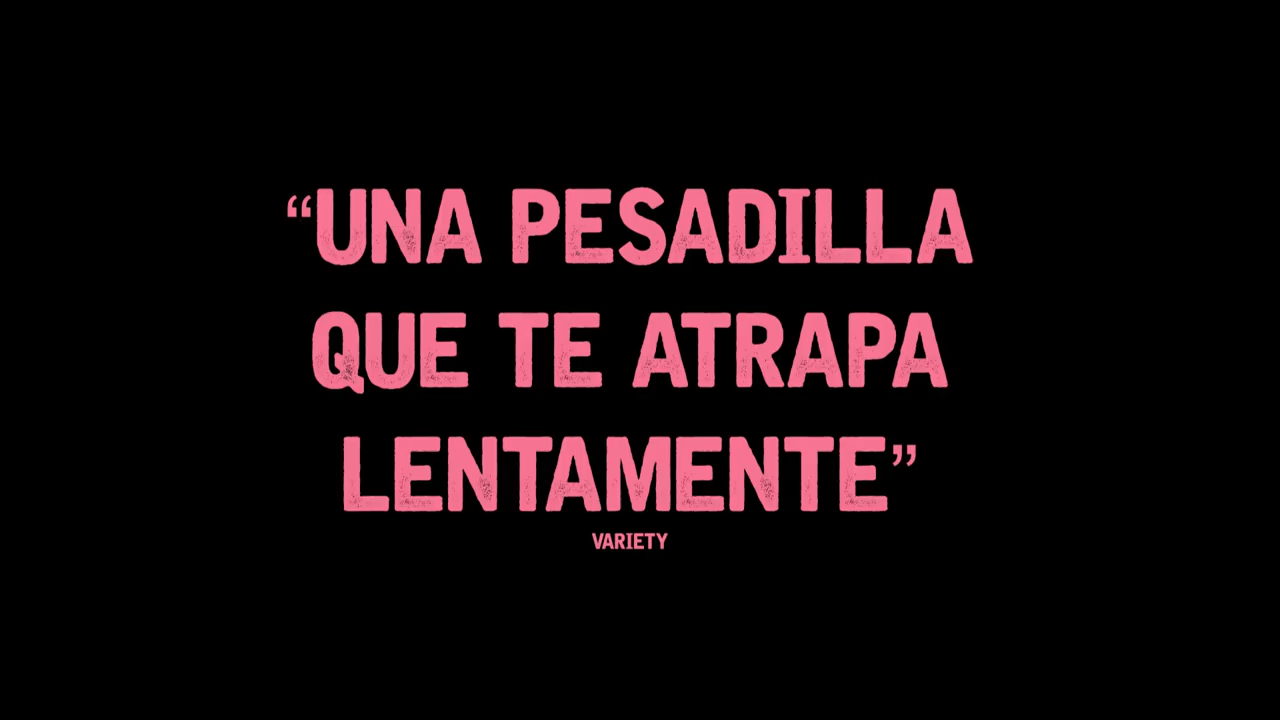 “UNA PESADILLA
QUE TE ATRAPA
LENTAMENTE”
VARIETY